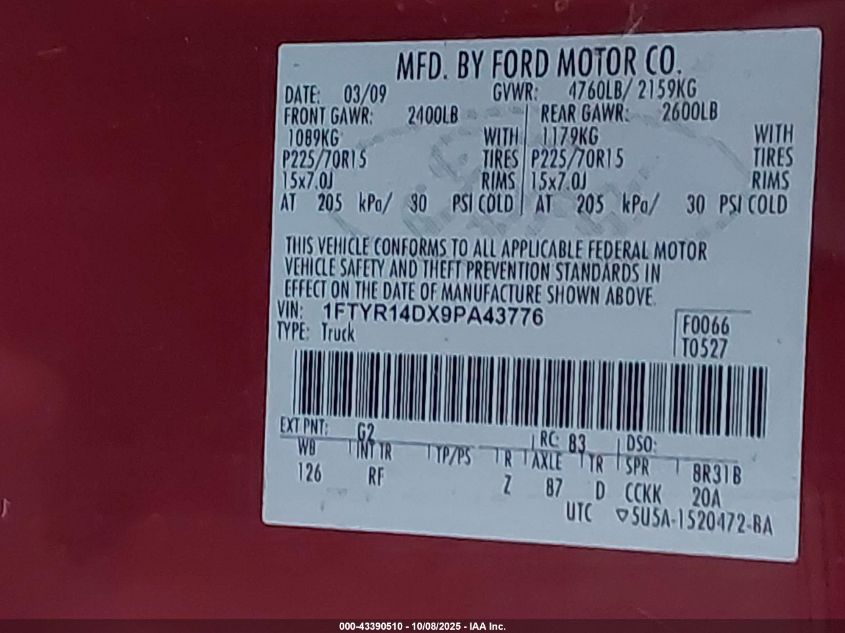 MFD. BY FORD MOTOR CO.
DATE: 03/09 GVWR: 4760LB/ 2159KG
FRONT GAWR: 2400LB REAR GAWR: 2600LB
1089KG WITH 1179KG WITH
P225/70R15 TIRES P225/70R15 TIRES
15x7.0J RIMS 15x7.0J RIMS
AT 205 kPa/ 30 PSI COLD AT 205 kPa/ 30 PSI COLD
THIS VEHICLE CONFORMS TO ALL APPLICABLE FEDERAL MOTOR
VEHICLE SAFETY AND THEFT PREVENTION STANDARDS IN
EFFECT ON THE DATE OF MANUFACTURE SHOWN ABOVE.
VIN: 1FTYR14DX9PA43776 F0066
TYPE: Truck T0527
EXT PNT: G2 RC: 83 DSO:
WB INT TR TP/PS R AXLE TR SPR 8R31B
126 RF Z 87 D CCKK 20A
UTC ▽5U5A-1520472-BA
000-43390510 - 10/08/2025 - IAA Inc.